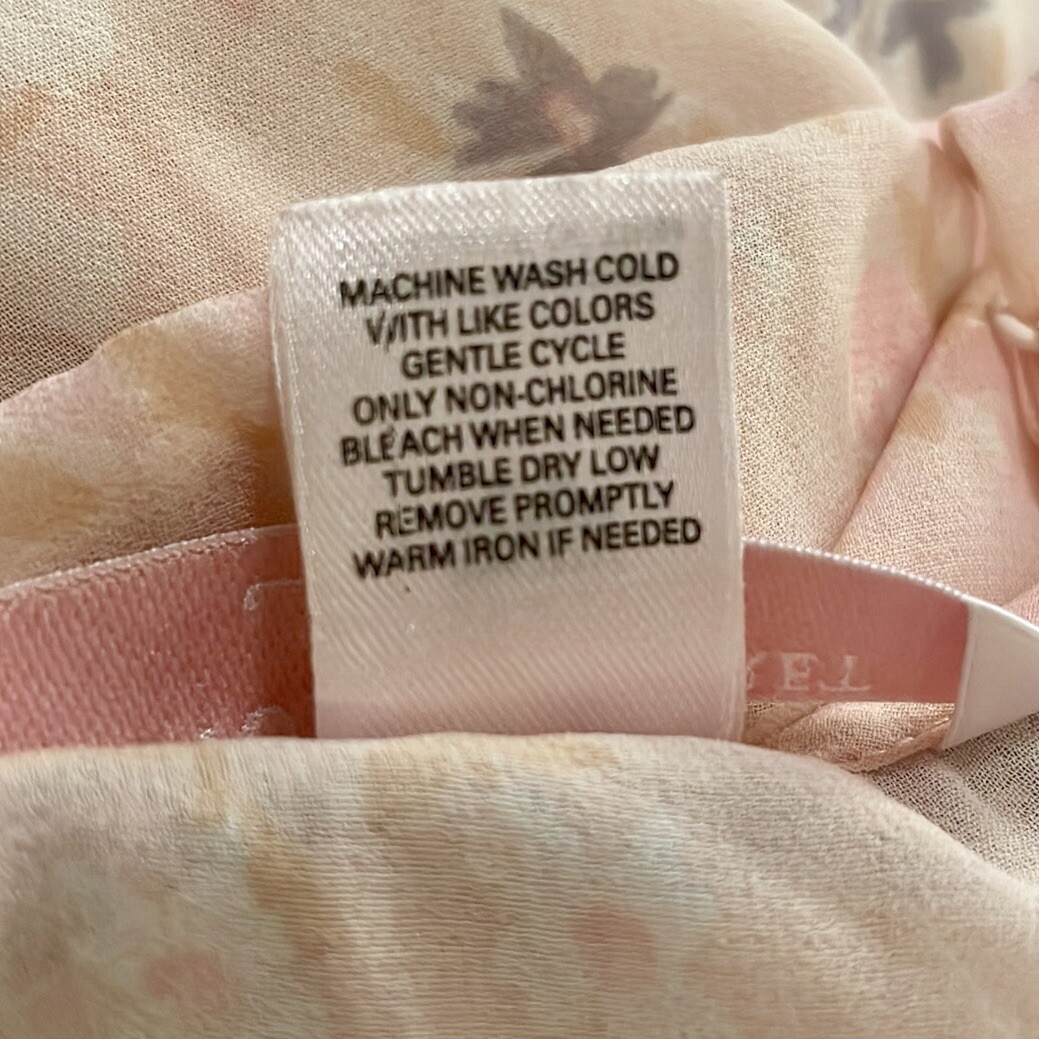 MACHINE WASH COLD
WITH LIKE COLORS
GENTLE CYCLE
ONLY NON-CHLORINE
BLEACH WHEN NEEDED
TUMBLE DRY LOW
REMOVE PROMPTLY
WARM IRON IF NEEDED